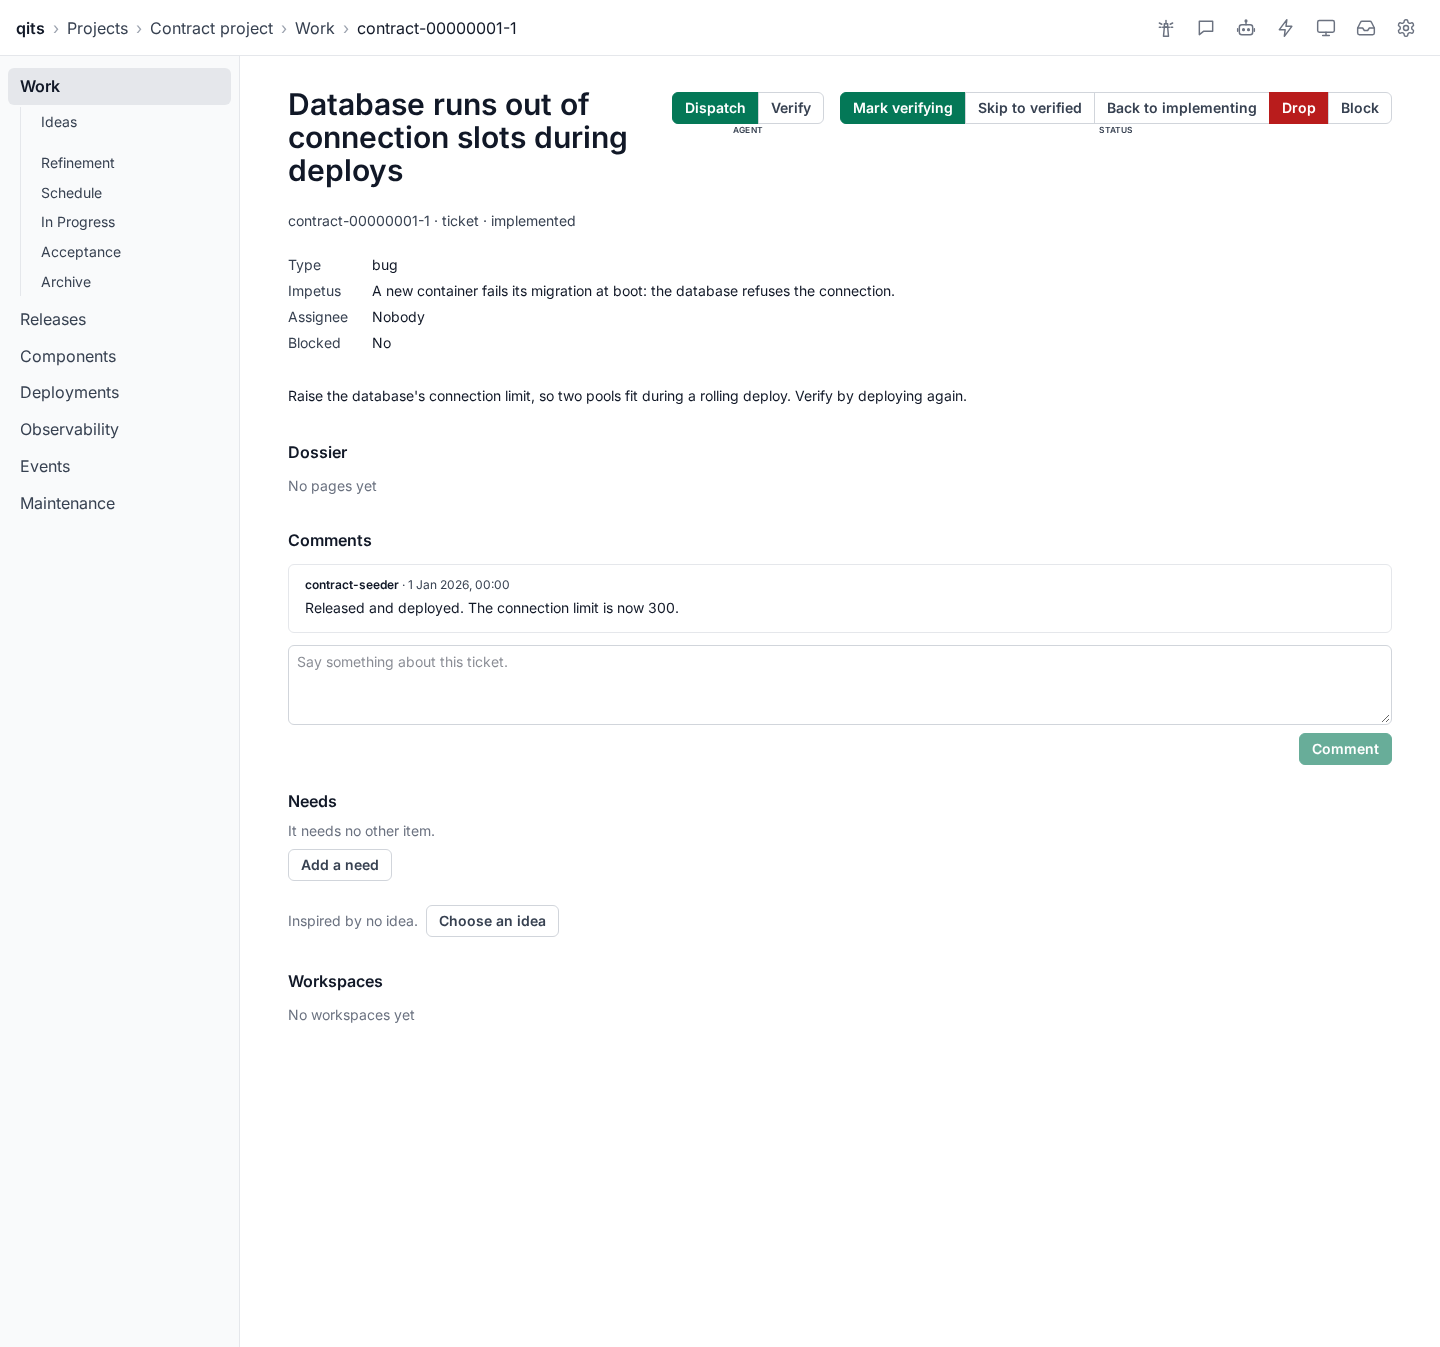 qits › Projects › Contract project › Work › contract-00000001-1
Work
Ideas
Refinement
Schedule
In Progress
Acceptance
Archive
Releases
Components
Deployments
Observability
Events
Maintenance
Database runs out of
connection slots during
deploys
Dispatch Verify
AGENT
Mark verifying Skip to verified Back to implementing Drop Block
STATUS
contract-00000001-1 · ticket · implemented
Type bug
Impetus A new container fails its migration at boot: the database refuses the connection.
Assignee Nobody
Blocked No
Raise the database's connection limit, so two pools fit during a rolling deploy. Verify by deploying again.
Dossier
No pages yet
Comments
contract-seeder · 1 Jan 2026, 00:00
Released and deployed. The connection limit is now 300.
Say something about this ticket.
Comment
Needs
It needs no other item.
Add a need
Inspired by no idea. Choose an idea
Workspaces
No workspaces yet